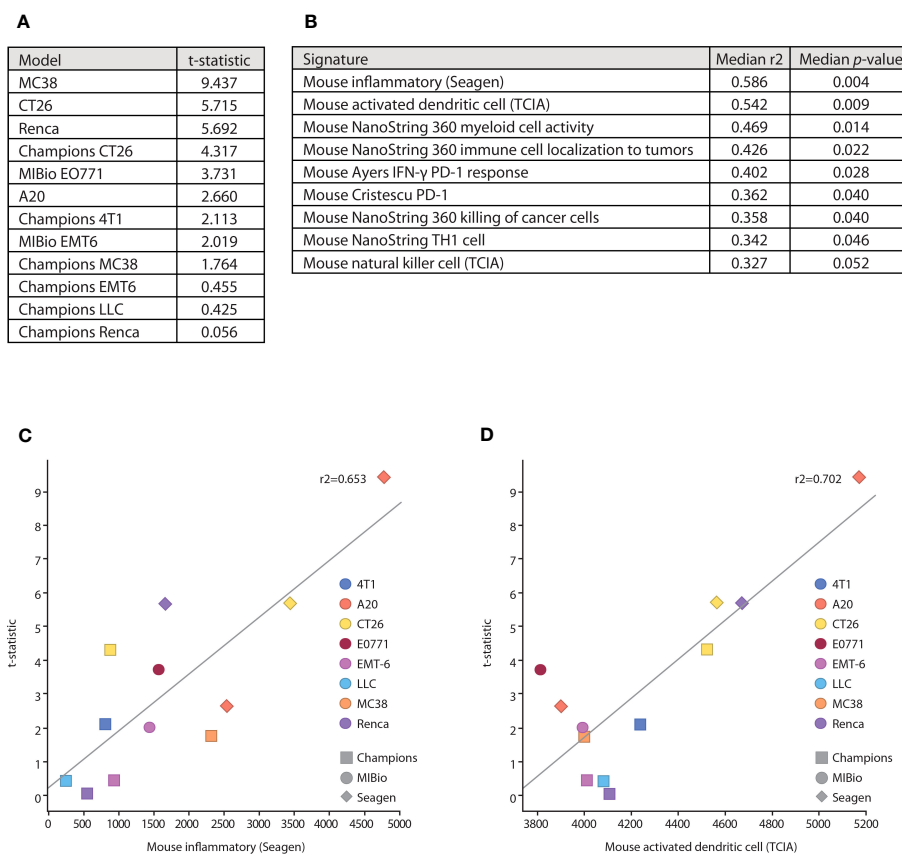 A
Model t-statistic
MC38 9.437
CT26 5.715
Renca 5.692
Champions CT26 4.317
MIBio EO771 3.731
A20 2.660
Champions 4T1 2.113
MIBio EMT6 2.019
Champions MC38 1.764
Champions EMT6 0.455
Champions LLC 0.425
Champions Renca 0.056
B
Signature Median r2 Median p-value
Mouse inflammatory (Seagen) 0.586 0.004
Mouse activated dendritic cell (TCIA) 0.542 0.009
Mouse NanoString 360 myeloid cell activity 0.469 0.014
Mouse NanoString 360 immune cell localization to tumors 0.426 0.022
Mouse Ayers IFN-γ PD-1 response 0.402 0.028
Mouse Cristescu PD-1 0.362 0.040
Mouse NanoString 360 killing of cancer cells 0.358 0.040
Mouse NanoString TH1 cell 0.342 0.046
Mouse natural killer cell (TCIA) 0.327 0.052
C
t-statistic
9
8
7
6
5
4
3
2
1
0
r2=0.653
4T1
A20
CT26
E0771
EMT-6
LLC
MC38
Renca
Champions
MIBio
Seagen
0 500 1000 1500 2000 2500 3000 3500 4000 4500 5000
Mouse inflammatory (Seagen)
D
t-statistic
9
8
7
6
5
4
3
2
1
0
r2=0.702
4T1
A20
CT26
E0771
EMT-6
LLC
MC38
Renca
Champions
MIBio
Seagen
3800 4000 4200 4400 4600 4800 5000 5200
Mouse activated dendritic cell (TCIA)